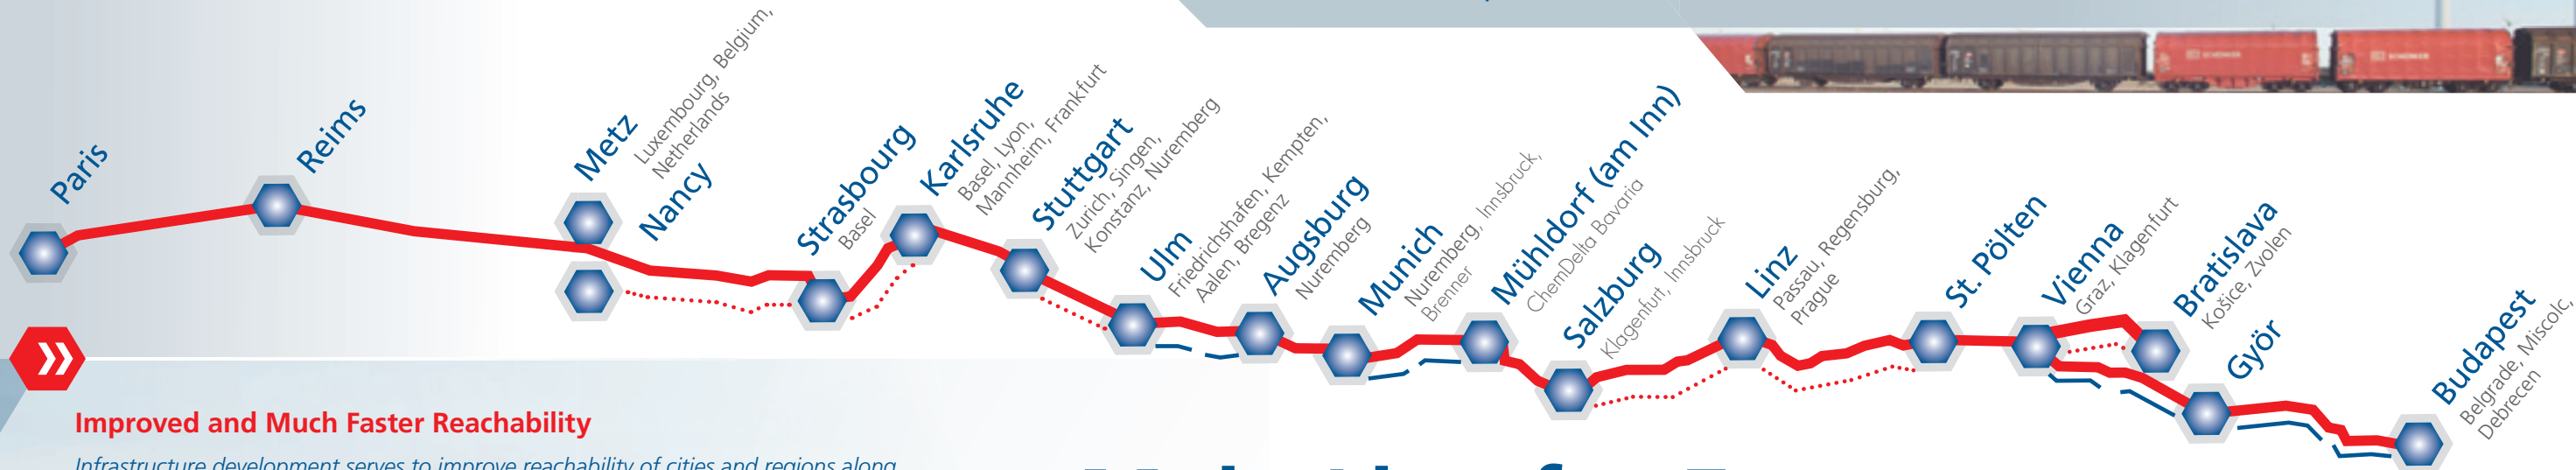 Paris
Reims
Metz
Luxembourg, Belgium,
Netherlands
Nancy
Strasbourg
Basel
Karlsruhe
Basel, Lyon,
Mannheim, Frankfurt
Stuttgart
Zurich, Singen,
Konstanz, Nuremberg
Ulm
Friedrichshafen, Kempten,
Aalen, Bregenz
Augsburg
Nuremberg
Munich
Nuremberg, Innsbruck,
Brenner
Mühldorf (am Inn)
ChemDelta Bavaria
Salzburg
Klagenfurt, Innsbruck
Linz
Passau, Regensburg,
Prague
St. Pölten
Vienna
Graz, Klagenfurt
Bratislava
Košice, Zvolen
Györ
Budapest
Belgrade, Miscolc,
Debrecen
Improved and Much Faster Reachability
Infrastructure development serves to improve reachability of cities and regions along